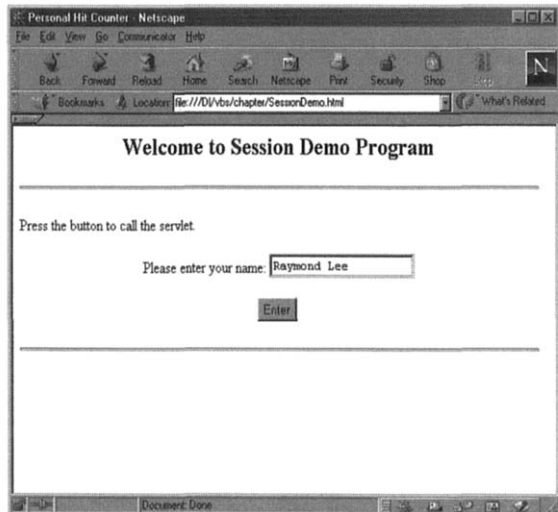 Personal Hit Counter - Netscape
File Edit View Go Communicator Help
Back Forward Reload Home Search Netscape Print Security Shop Stop
N
Bookmarks Location: file:///D|/vbs/chapter/SessionDemo.html What's Related
Welcome to Session Demo Program
Press the button to call the servlet.
Please enter your name: Raymond Lee
Enter
Document: Done